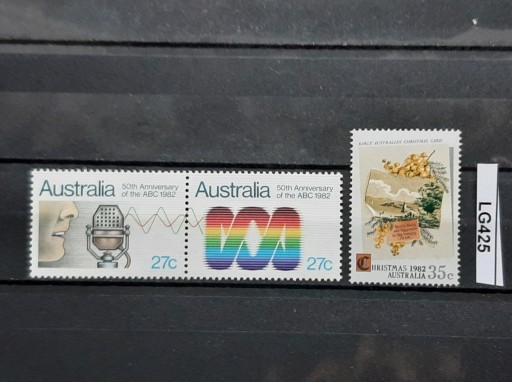 Australia
50th Anniversary
of the ABC 1982
27c
Australia
50th Anniversary
of the ABC 1982
27c
EARLY AUSTRALIAN CHRISTMAS CARD
CHRISTMAS 1982
AUSTRALIA 35c
LG425